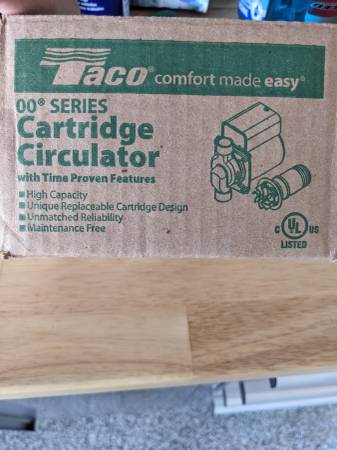 Taco® comfort made easy®
00® SERIES
Cartridge
Circulator
with Time Proven Features
High Capacity
Unique Replaceable Cartridge Design
Unmatched Reliability
Maintenance Free
C UL US
LISTED